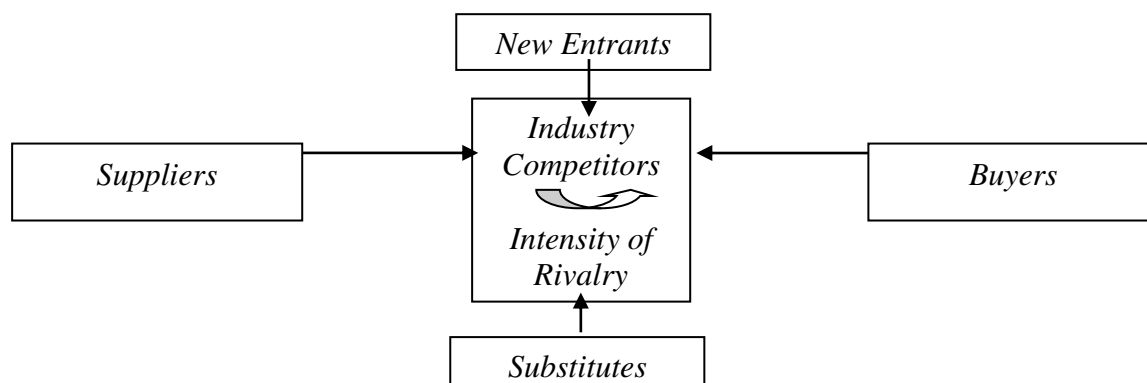 New Entrants
Industry
Competitors
Suppliers
Buyers
Intensity of
Rivalry
Substitutes